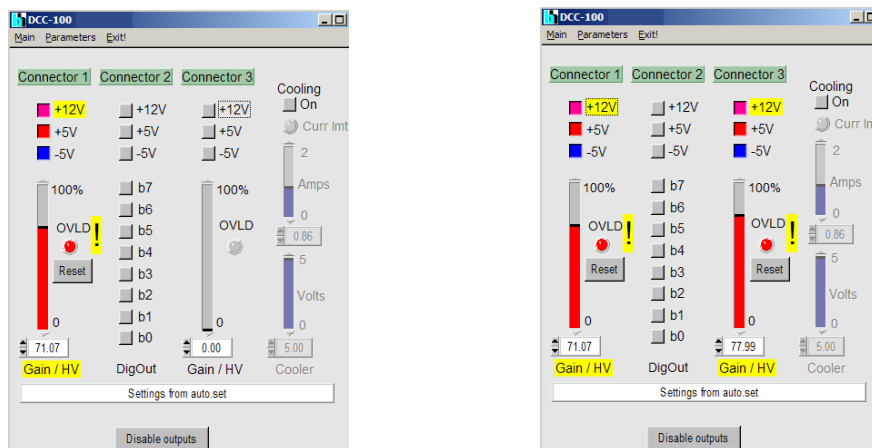 DCC-100
Main Parameters Exit!
Connector 1 Connector 2 Connector 3
Cooling
On
+12V +12V +12V
+5V +5V +5V
Curr lmt
-5V -5V -5V
2
100% b7 100%
Amps
b6
OVLD ! b5 OVLD
0
b4
0.86
Reset b3
5
b2
Volts
b1
0 b0 0
0
71.07 0.00 5.00
Gain / HV DigOut Gain / HV Cooler
Settings from auto.set
Disable outputs
DCC-100
Main Parameters Exit!
Connector 1 Connector 2 Connector 3
Cooling
On
+12V +12V +12V
+5V +5V +5V
Curr lmt
-5V -5V -5V
2
100% b7 100%
Amps
b6
0
OVLD ! b5 OVLD !
0.86
b4
Reset b3 Reset
5
b2
Volts
b1
0 b0 0
0
71.07 77.99 5.00
Gain / HV DigOut Gain / HV Cooler
Settings from auto.set
Disable outputs